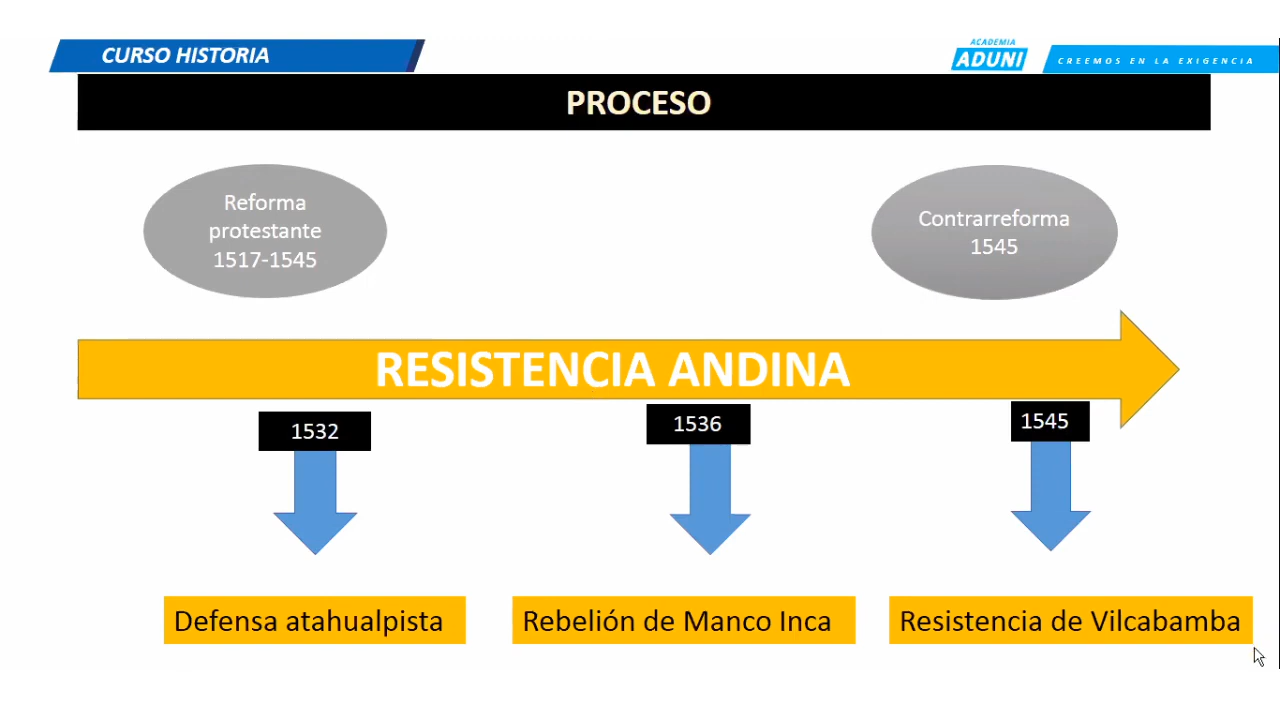 CURSO HISTORIA
ACADEMIA
ADUNI
CREEMOS EN LA EXIGENCIA
PROCESO
Reforma
protestante
1517-1545
Contrarreforma
1545
RESISTENCIA ANDINA
1532
1536
1545
Defensa atahualpista
Rebelión de Manco Inca
Resistencia de Vilcabamba